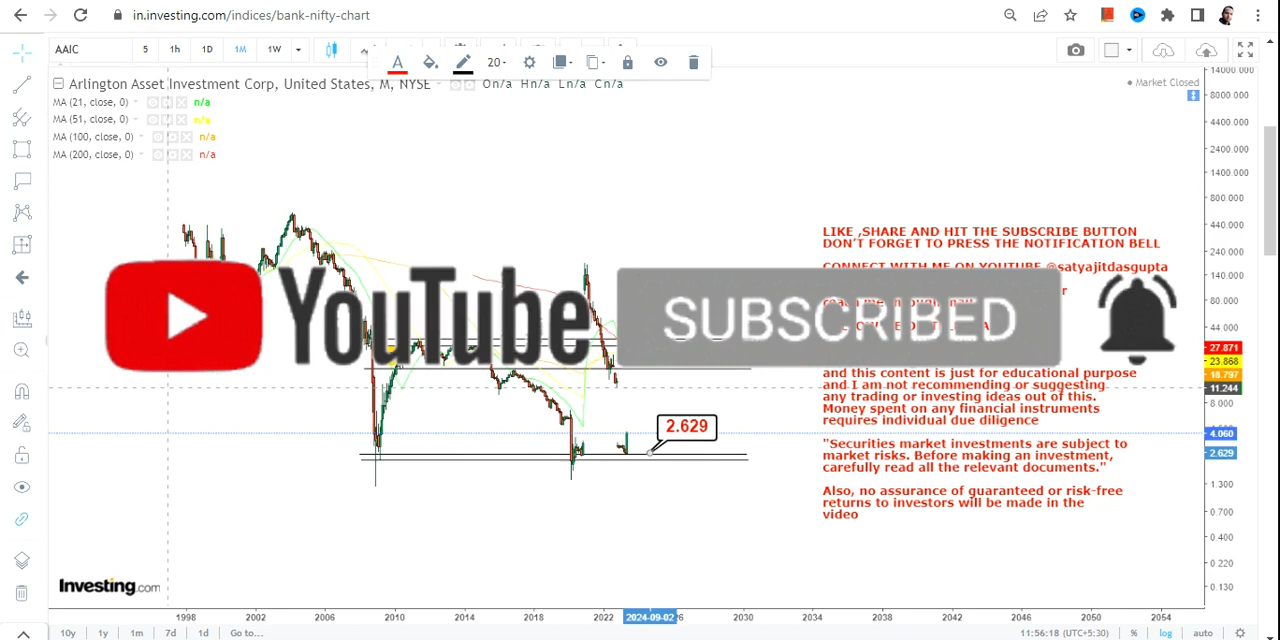 in.investing.com/indices/bank-nifty-chart
AAIC 5 1h 1D 1M 1W
A 20
Arlington Asset Investment Corp, United States, M, NYSE On/a Hn/a Ln/a Cn/a
Market Closed
MA (21, close, 0) n/a
MA (51, close, 0) n/a
MA (100, close, 0) n/a
MA (200, close, 0) n/a
14000.000
8000.000
4400.000
2400.000
1400.000
800.000
440.000
240.000
140.000
80.000
44.000
27.871
23.868
18.797
11.244
8.000
4.060
2.629
1.300
0.700
0.400
0.220
0.130
LIKE ,SHARE AND HIT THE SUBSCRIBE BUTTON
DON'T FORGET TO PRESS THE NOTIFICATION BELL
CONNECT WITH ME ON YOUTUBE @satyajitdasgupta
YouTube SUBSCRIBED
and this content is just for educational purpose
and I am not recommending or suggesting
any trading or investing ideas out of this.
Money spent on any financial instruments
requires individual due diligence
"Securities market investments are subject to
market risks. Before making an investment,
carefully read all the relevant documents."
Also, no assurance of guaranteed or risk-free
returns to investors will be made in the
video
2.629
Investing.com
1998 2002 2006 2010 2014 2018 2022 2024-09-02 26 2030 2034 2038 2042 2046 2050 2054
10y 1y 1m 7d 1d Go to... 11:56:18 (UTC+5:30) % log auto